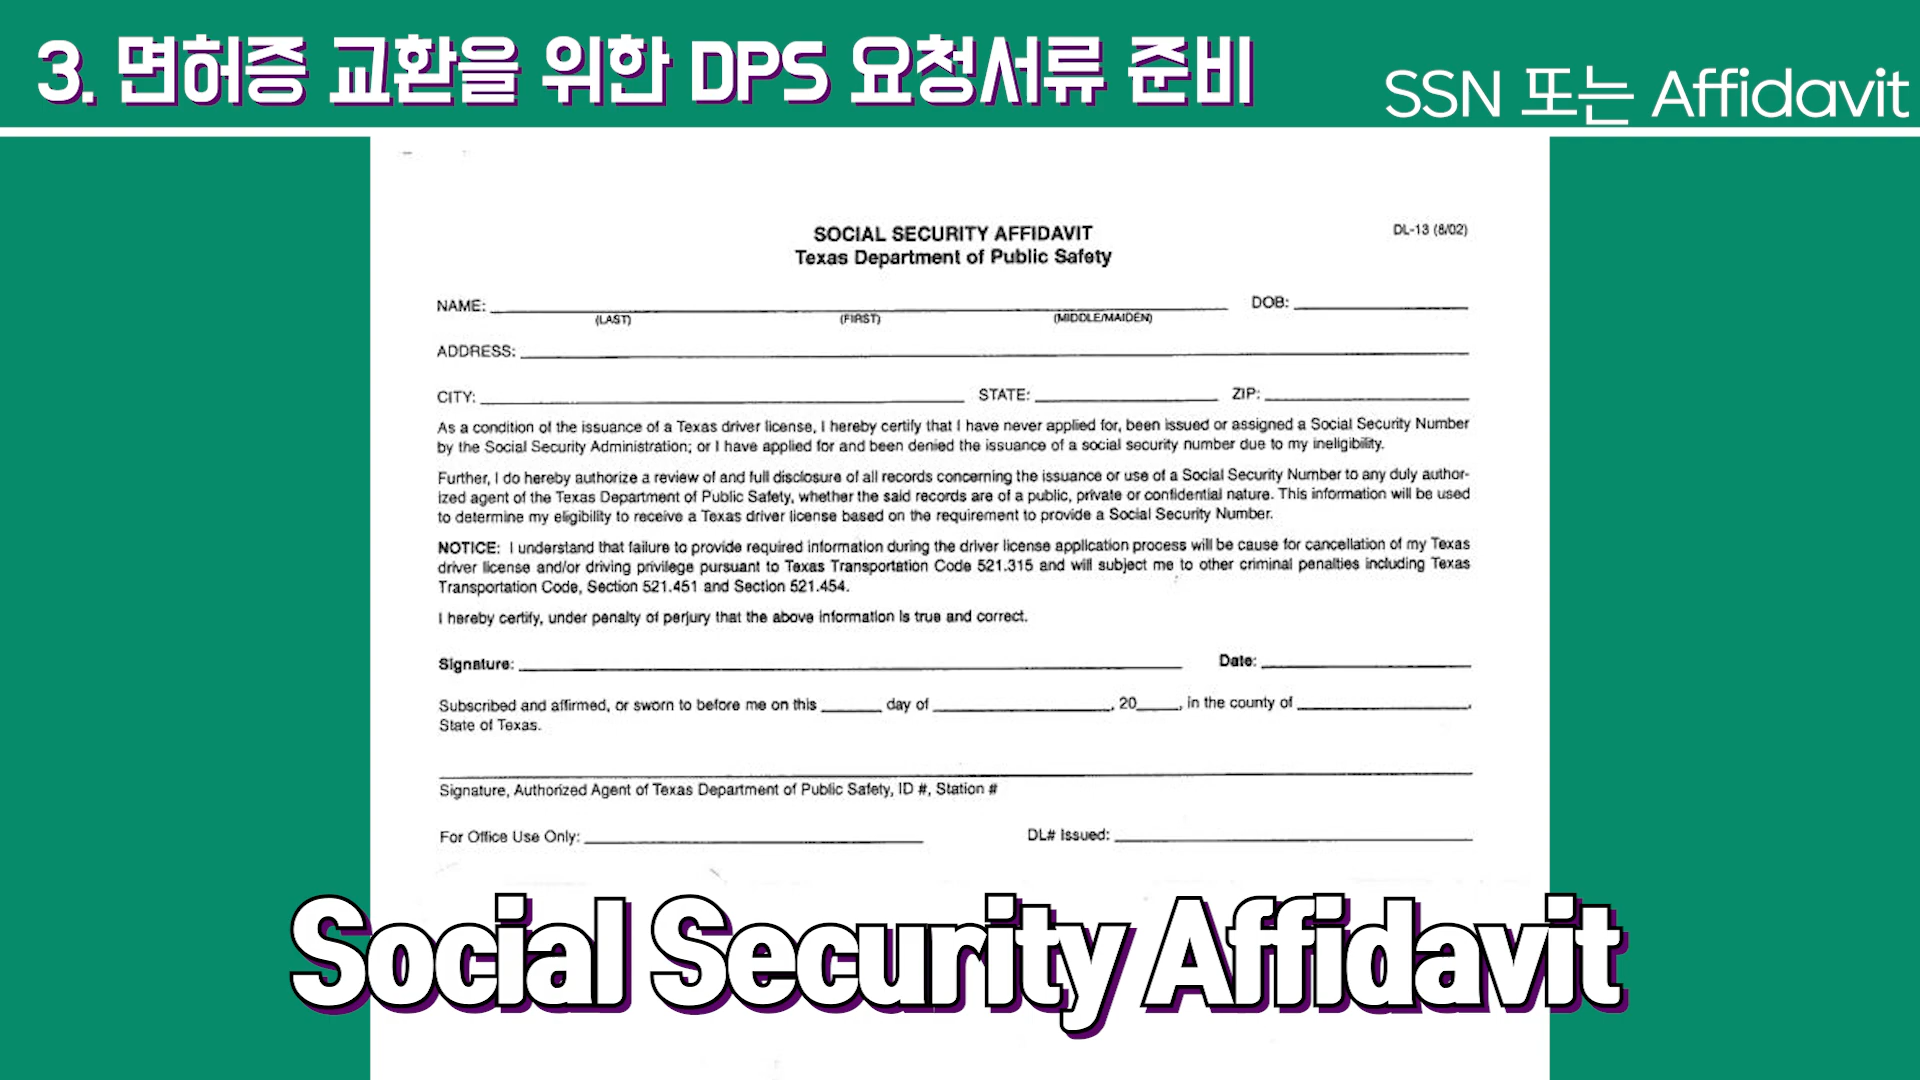 3. 면허증 교환을 위한 DPS 요청서류 준비
SSN 또는 Affidavit
SOCIAL SECURITY AFFIDAVIT
DL-13 (8/02)
Texas Department of Public Safety
NAME: DOB:
(LAST) (FIRST) (MIDDLE/MAIDEN)
ADDRESS:
CITY: STATE: ZIP:
As a condition of the issuance of a Texas driver license, I hereby certify that I have never applied for, been issued or assigned a Social Security Number
by the Social Security Administration; or I have applied for and been denied the issuance of a social security number due to my ineligibility.
Further, I do hereby authorize a review of and full disclosure of all records concerning the issuance or use of a Social Security Number to any duly author-
ized agent of the Texas Department of Public Safety, whether the said records are of a public, private or confidential nature. This information will be used
to determine my eligibility to receive a Texas driver license based on the requirement to provide a Social Security Number.
NOTICE: I understand that failure to provide required information during the driver license application process will be cause for cancellation of my Texas
driver license and/or driving privilege pursuant to Texas Transportation Code 521.315 and will subject me to other criminal penalties including Texas
Transportation Code, Section 521.451 and Section 521.454.
I hereby certify, under penalty of perjury that the above information is true and correct.
Signature: Date:
Subscribed and affirmed, or sworn to before me on this ______ day of ______, 20____, in the county of ______,
State of Texas.
Signature, Authorized Agent of Texas Department of Public Safety, ID #, Station #
For Office Use Only: DL# Issued:
Social Security Affidavit